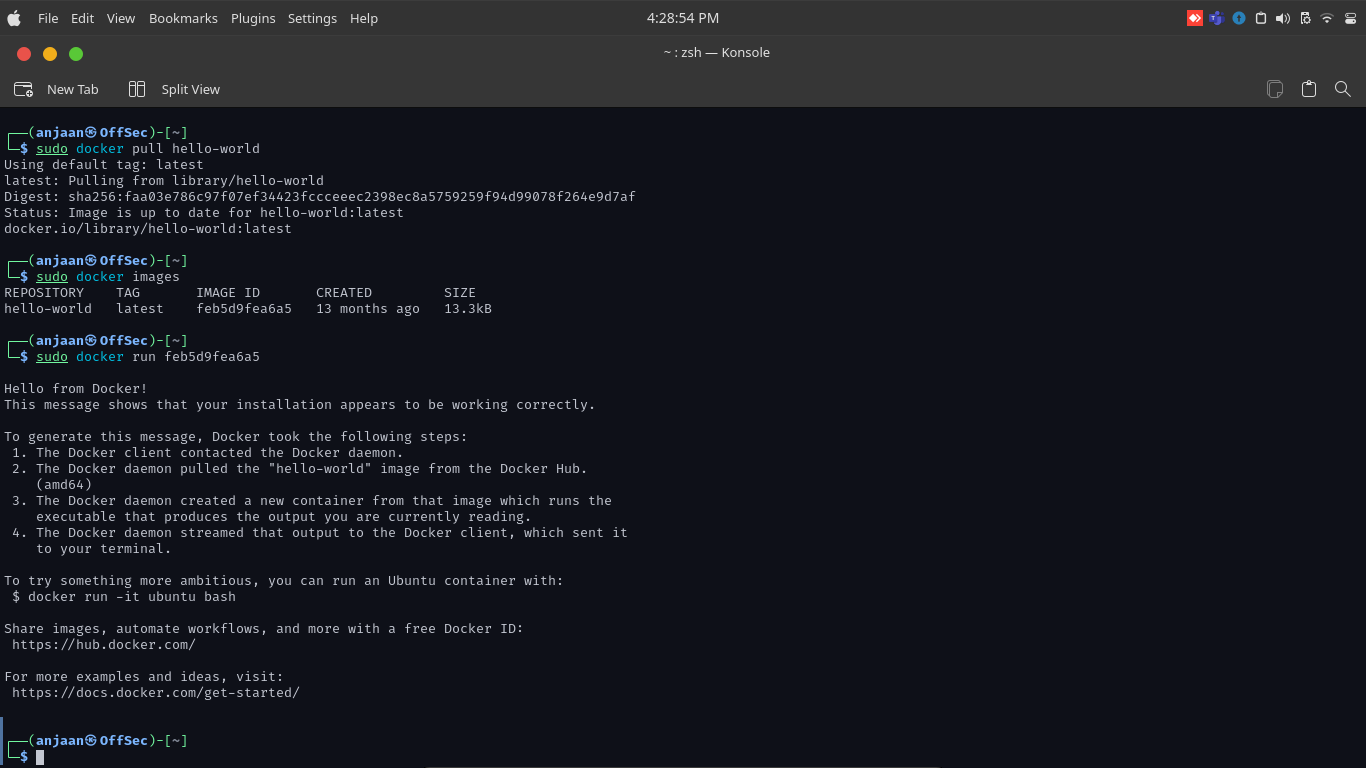 File Edit View Bookmarks Plugins Settings Help 4:28:54 PM
~ : zsh — Konsole
New Tab Split View
┌──(anjaan㉿OffSec)-[~]
└─$ sudo docker pull hello-world
Using default tag: latest
latest: Pulling from library/hello-world
Digest: sha256:faa03e786c97f07ef34423fccceeec2398ec8a5759259f94d99078f264e9d7af
Status: Image is up to date for hello-world:latest
docker.io/library/hello-world:latest
┌──(anjaan㉿OffSec)-[~]
└─$ sudo docker images
REPOSITORY TAG IMAGE ID CREATED SIZE
hello-world latest feb5d9fea6a5 13 months ago 13.3kB
┌──(anjaan㉿OffSec)-[~]
└─$ sudo docker run feb5d9fea6a5
Hello from Docker!
This message shows that your installation appears to be working correctly.
To generate this message, Docker took the following steps:
1. The Docker client contacted the Docker daemon.
2. The Docker daemon pulled the "hello-world" image from the Docker Hub.
(amd64)
3. The Docker daemon created a new container from that image which runs the
executable that produces the output you are currently reading.
4. The Docker daemon streamed that output to the Docker client, which sent it
to your terminal.
To try something more ambitious, you can run an Ubuntu container with:
$ docker run -it ubuntu bash
Share images, automate workflows, and more with a free Docker ID:
https://hub.docker.com/
For more examples and ideas, visit:
https://docs.docker.com/get-started/
┌──(anjaan㉿OffSec)-[~]
└─$